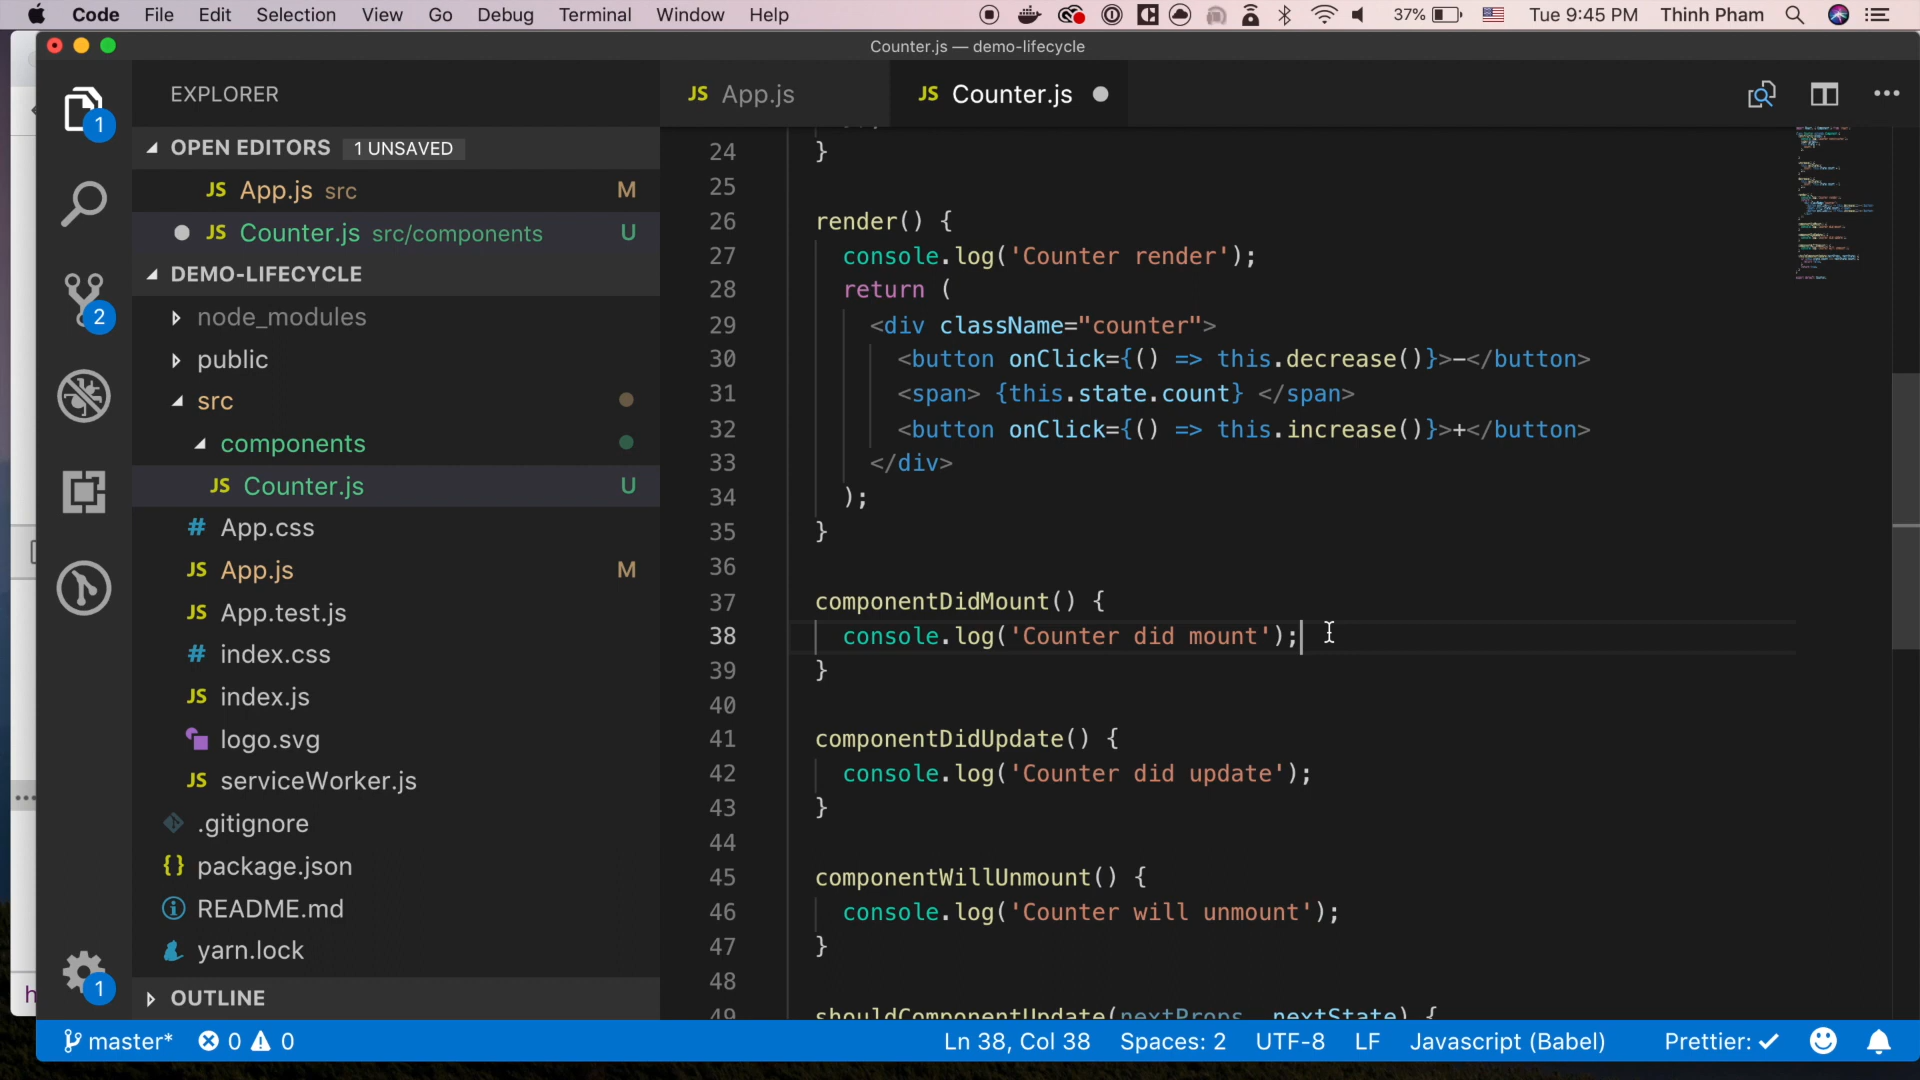 Code File Edit Selection View Go Debug Terminal Window Help 37% Tue 9:45 PM Thinh Pham
Counter.js — demo-lifecycle
EXPLORER
JS App.js
JS Counter.js
OPEN EDITORS 1 UNSAVED
JS App.js src M
JS Counter.js src/components U
DEMO-LIFECYCLE
node_modules
public
src
components
JS Counter.js U
# App.css
JS App.js M
JS App.test.js
# index.css
JS index.js
logo.svg
JS serviceWorker.js
.gitignore
{} package.json
README.md
yarn.lock
OUTLINE
1
2
1
24 }
25
26 render() {
27 console.log('Counter render');
28 return (
29 <div className="counter">
30 <button onClick={() => this.decrease()}>–</button>
31 <span> {this.state.count} </span>
32 <button onClick={() => this.increase()}>+</button>
33 </div>
34 );
35 }
36
37 componentDidMount() {
38 console.log('Counter did mount');
39 }
40
41 componentDidUpdate() {
42 console.log('Counter did update');
43 }
44
45 componentWillUnmount() {
46 console.log('Counter will unmount');
47 }
48
49 shouldComponentUpdate(nextProps, nextState) {
master* 0 0 Ln 38, Col 38 Spaces: 2 UTF-8 LF Javascript (Babel) Prettier: ✓